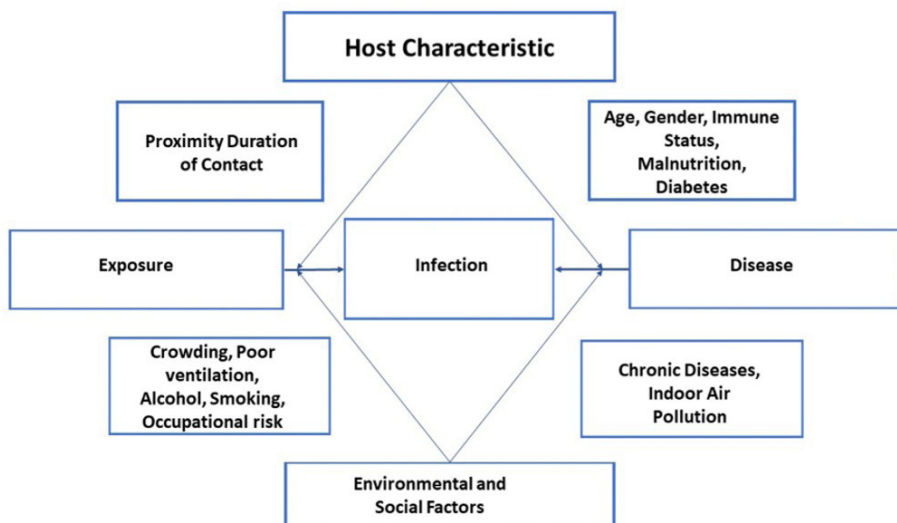 Host Characteristic
Proximity Duration
of Contact
Age, Gender, Immune
Status,
Malnutrition,
Diabetes
Exposure
Infection
Disease
Crowding, Poor
ventilation,
Alcohol, Smoking,
Occupational risk
Chronic Diseases,
Indoor Air
Pollution
Environmental and
Social Factors